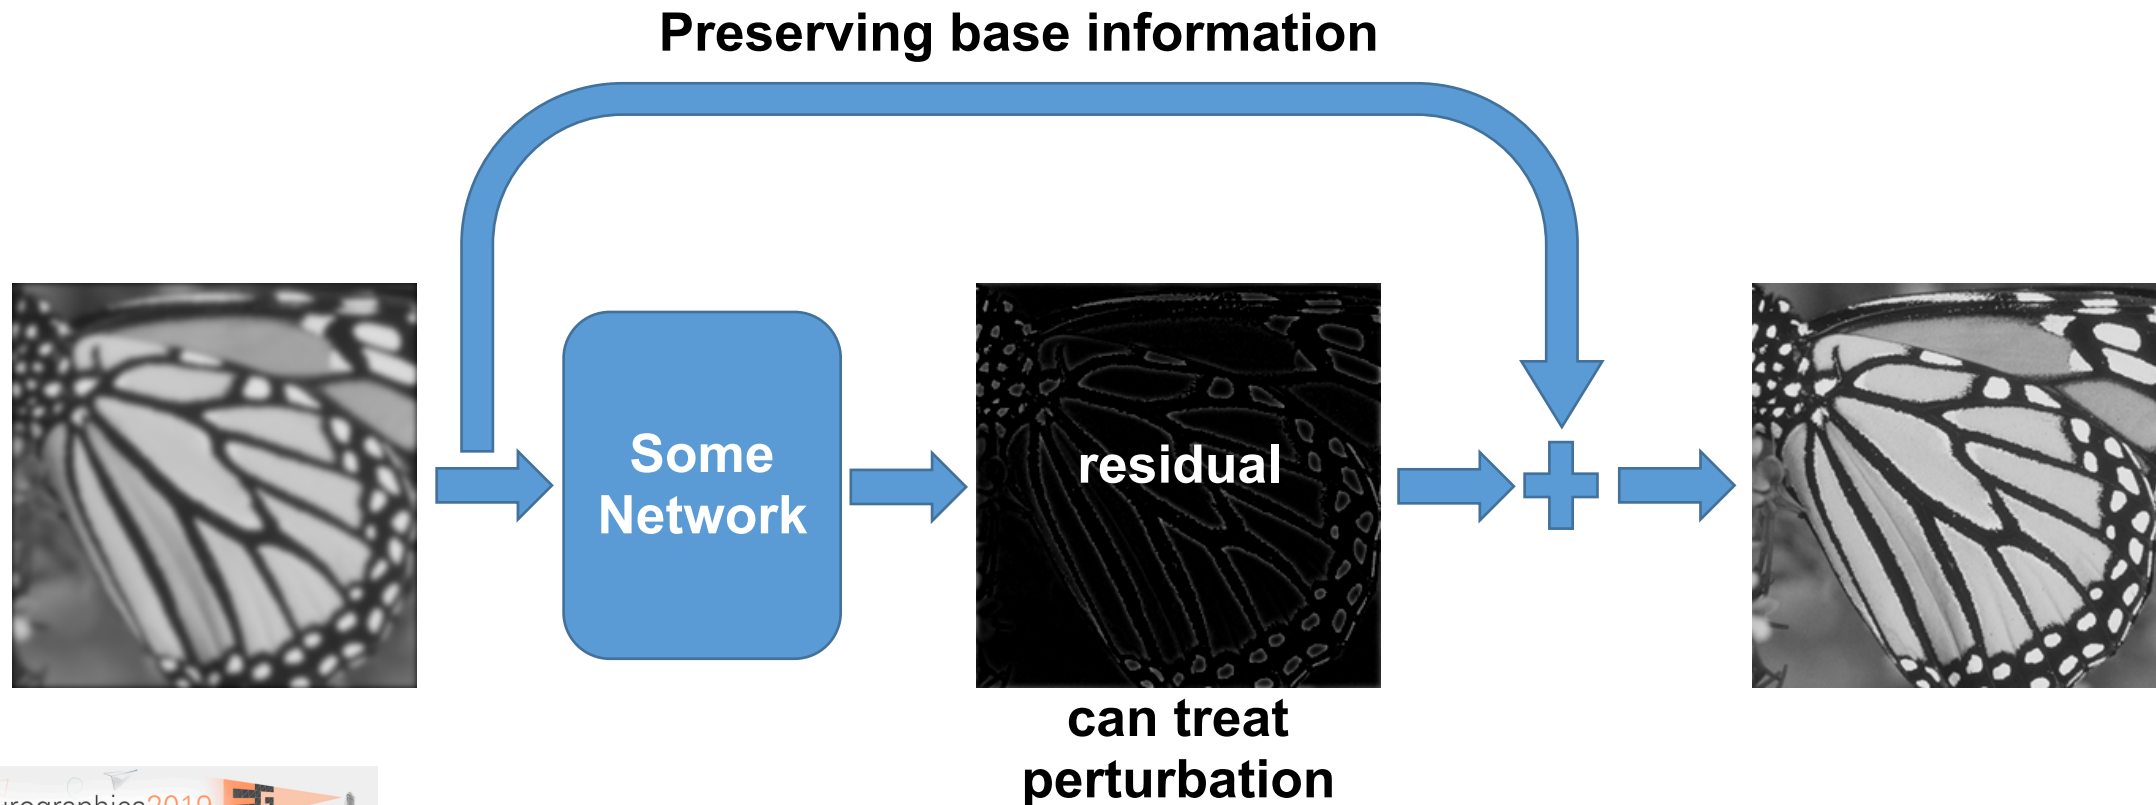 Preserving base information
Some
Network
residual
can treat
perturbation